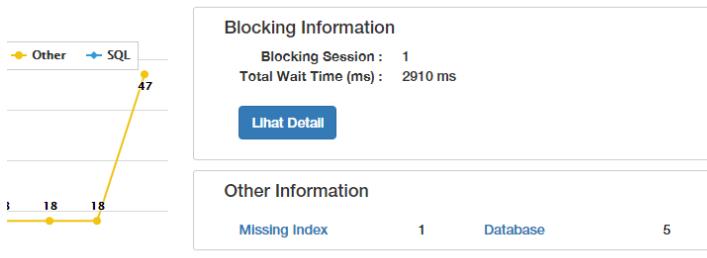 Other SQL
47
18 18
Blocking Information
Blocking Session : 1
Total Wait Time (ms) : 2910 ms
Lihat Detail
Other Information
Missing Index 1 Database 5